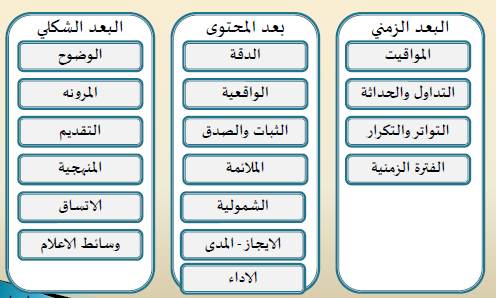 البعد الزمني
المواقيت
التداول والحداثة
التواتر والتكرار
الفترة الزمنية
بعد المحتوى
الدقة
الواقعية
الثبات والصدق
الملائمة
الشمولية
الايجاز - المدى
الاداء
البعد الشكلي
الوضوح
المرونه
التقديم
المنهجية
الاتساق
وسائط الاعلام